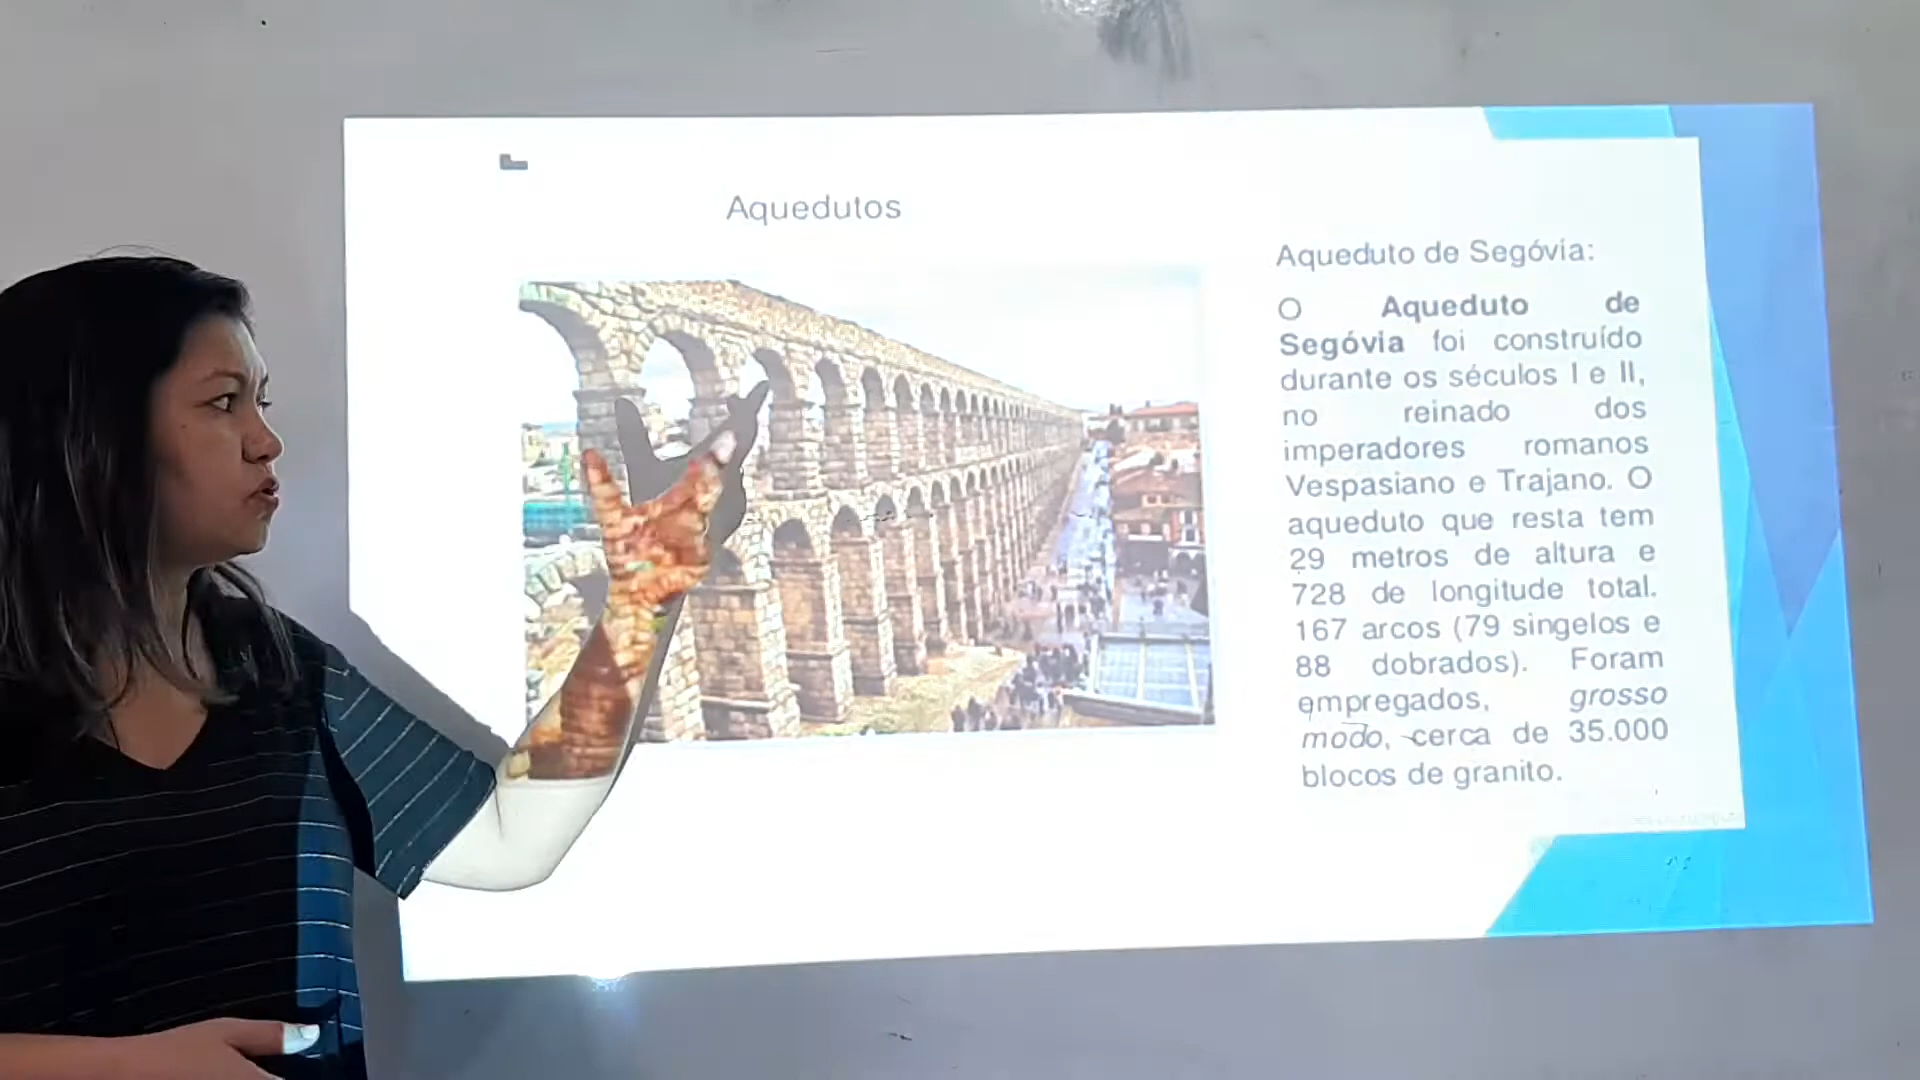 Aquedutos
Aqueduto de Segóvia:
O Aqueduto de
Segóvia foi construído
durante os séculos I e II,
no reinado dos
imperadores romanos
Vespasiano e Trajano. O
aqueduto que resta tem
29 metros de altura e
728 de longitude total.
167 arcos (79 singelos e
88 dobrados). Foram
empregados, grosso
modo, cerca de 35.000
blocos de granito.